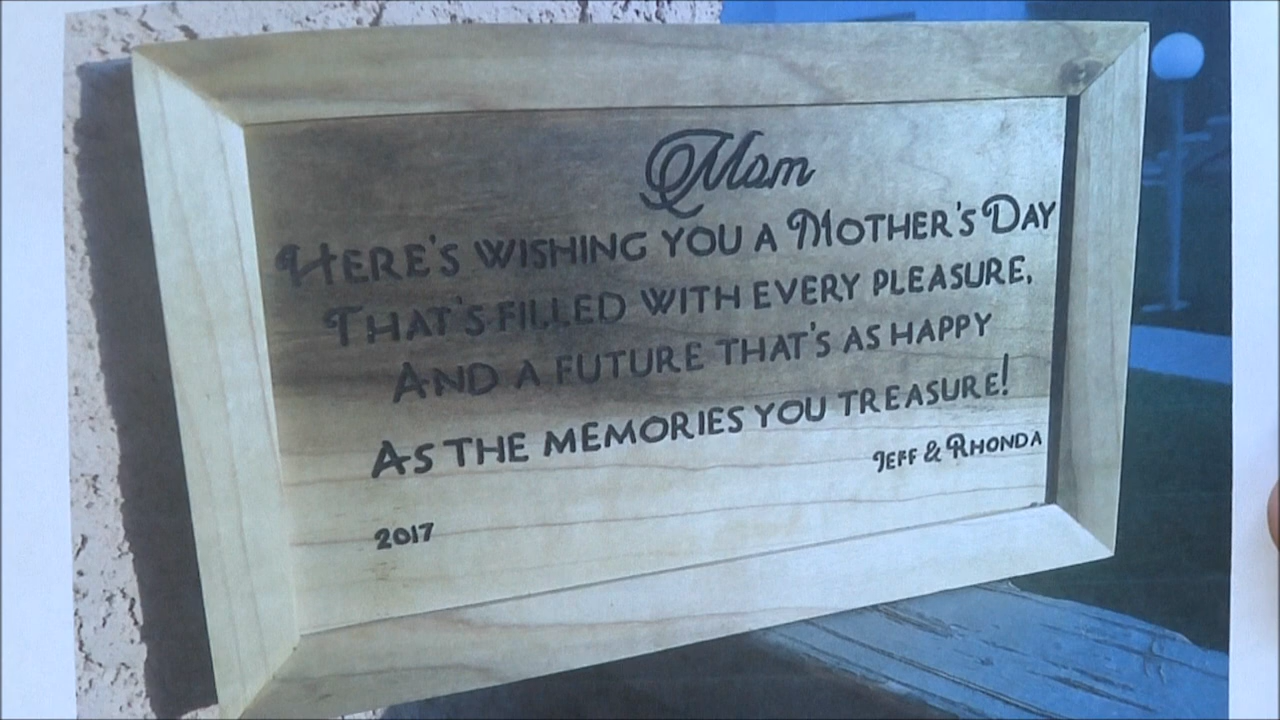 Mom
HERE'S WISHING YOU A MOTHER'S DAY
THAT'S FILLED WITH EVERY PLEASURE,
AND A FUTURE THAT'S AS HAPPY
AS THE MEMORIES YOU TREASURE!
JEFF & RHONDA
2017